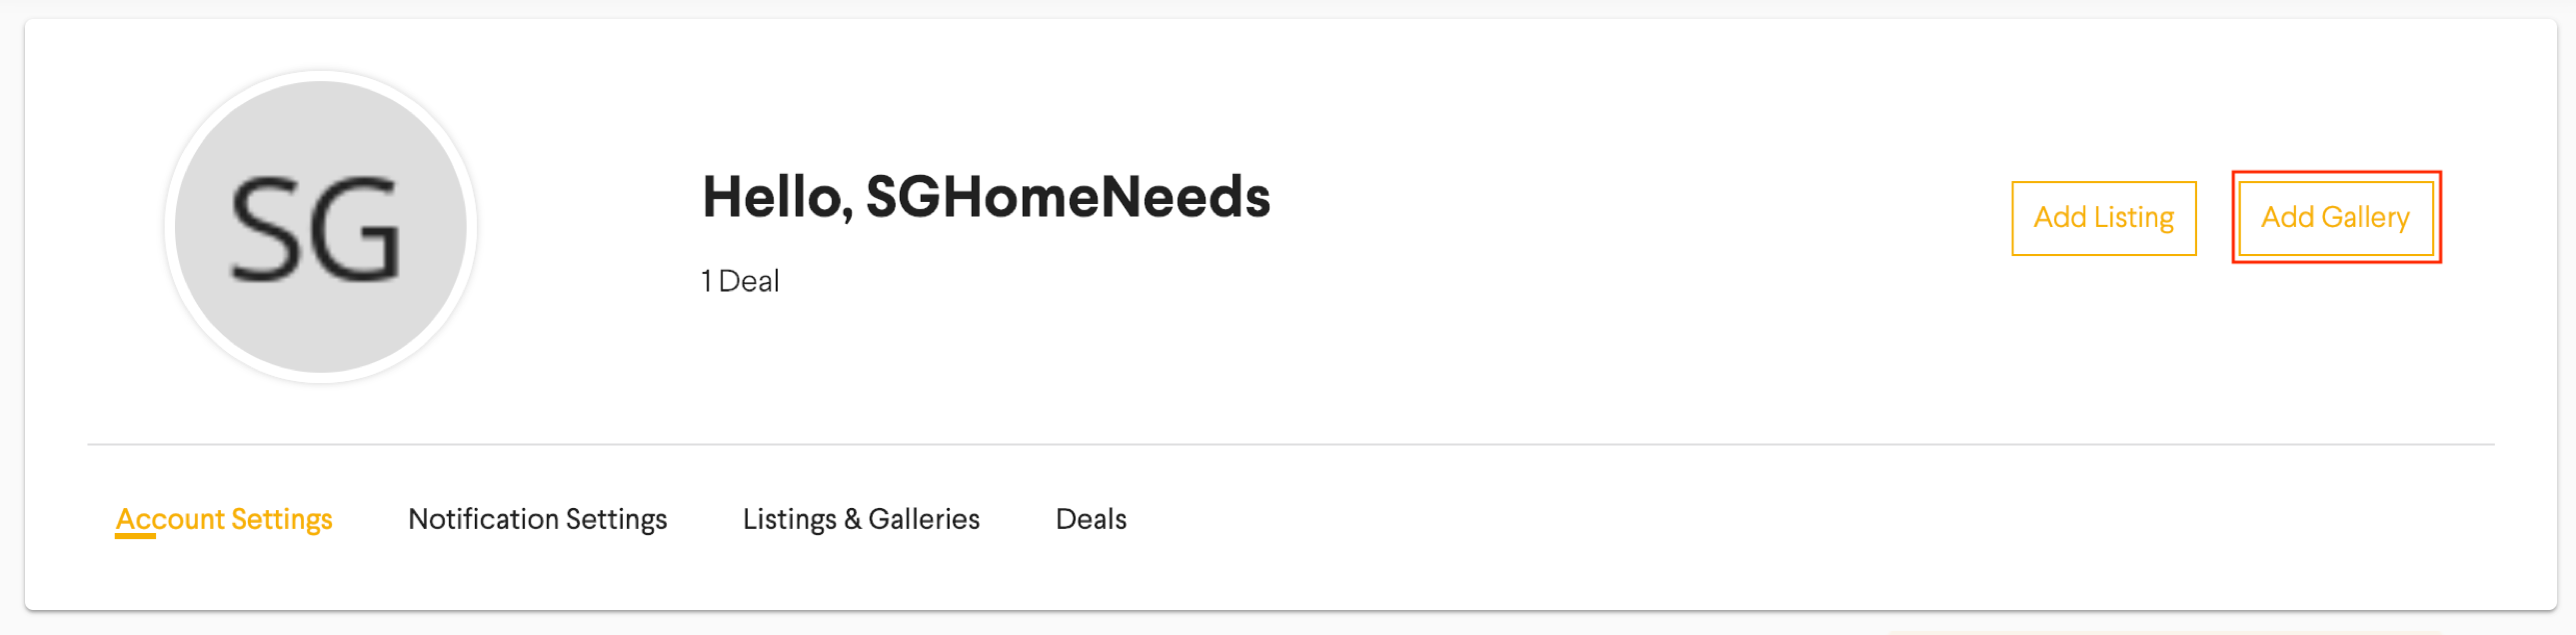 SG
Hello, SGHomeNeeds
1 Deal
Add Listing
Add Gallery
Account Settings
Notification Settings
Listings & Galleries
Deals